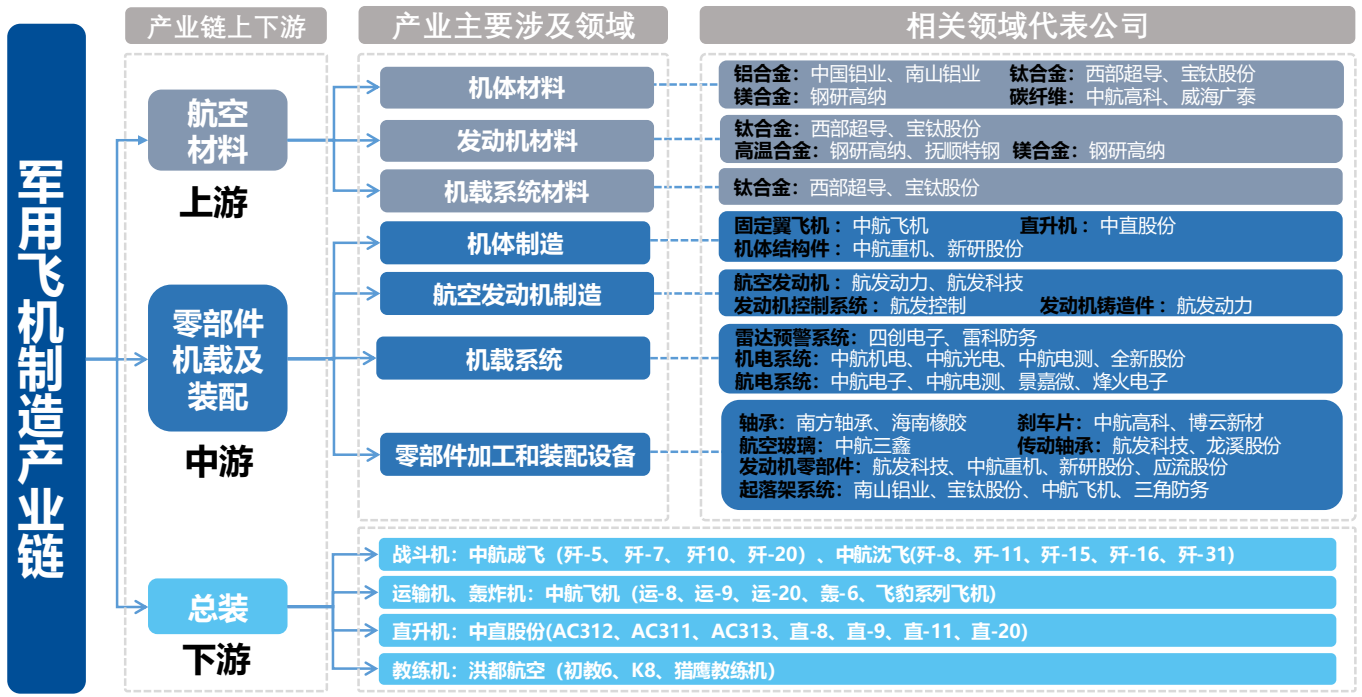 军用飞机制造产业链
产业链上下游
产业主要涉及领域
相关领域代表公司
航空
材料
上游
机体材料
铝合金：中国铝业、南山铝业 钛合金：西部超导、宝钛股份
镁合金：钢研高纳 碳纤维：中航高科、威海广泰
发动机材料
钛合金：西部超导、宝钛股份
高温合金：钢研高纳、抚顺特钢 镁合金：钢研高纳
机载系统材料
钛合金：西部超导、宝钛股份
零部件
机载及
装配
中游
机体制造
固定翼飞机：中航飞机 直升机：中直股份
机体结构件：中航重机、新研股份
航空发动机制造
航空发动机：航发动力、航发科技
发动机控制系统：航发控制 发动机铸造件：航发动力
机载系统
雷达预警系统：四创电子、雷科防务
机电系统：中航机电、中航光电、中航电测、全新股份
航电系统：中航电子、中航电测、景嘉微、烽火电子
零部件加工和装配设备
轴承：南方轴承、海南橡胶 刹车片：中航高科、博云新材
航空玻璃：中航三鑫 传动轴承：航发科技、龙溪股份
发动机零部件：航发科技、中航重机、新研股份、应流股份
起落架系统：南山铝业、宝钛股份、中航飞机、三角防务
总装
下游
战斗机：中航成飞（歼-5、歼-7、歼10、歼-20）、中航沈飞(歼-8、歼-11、歼-15、歼-16、歼-31)
运输机、轰炸机：中航飞机（运-8、运-9、运-20、轰-6、飞豹系列飞机)
直升机：中直股份(AC312、AC311、AC313、直-8、直-9、直-11、直-20)
教练机：洪都航空（初教6、K8、猎鹰教练机）